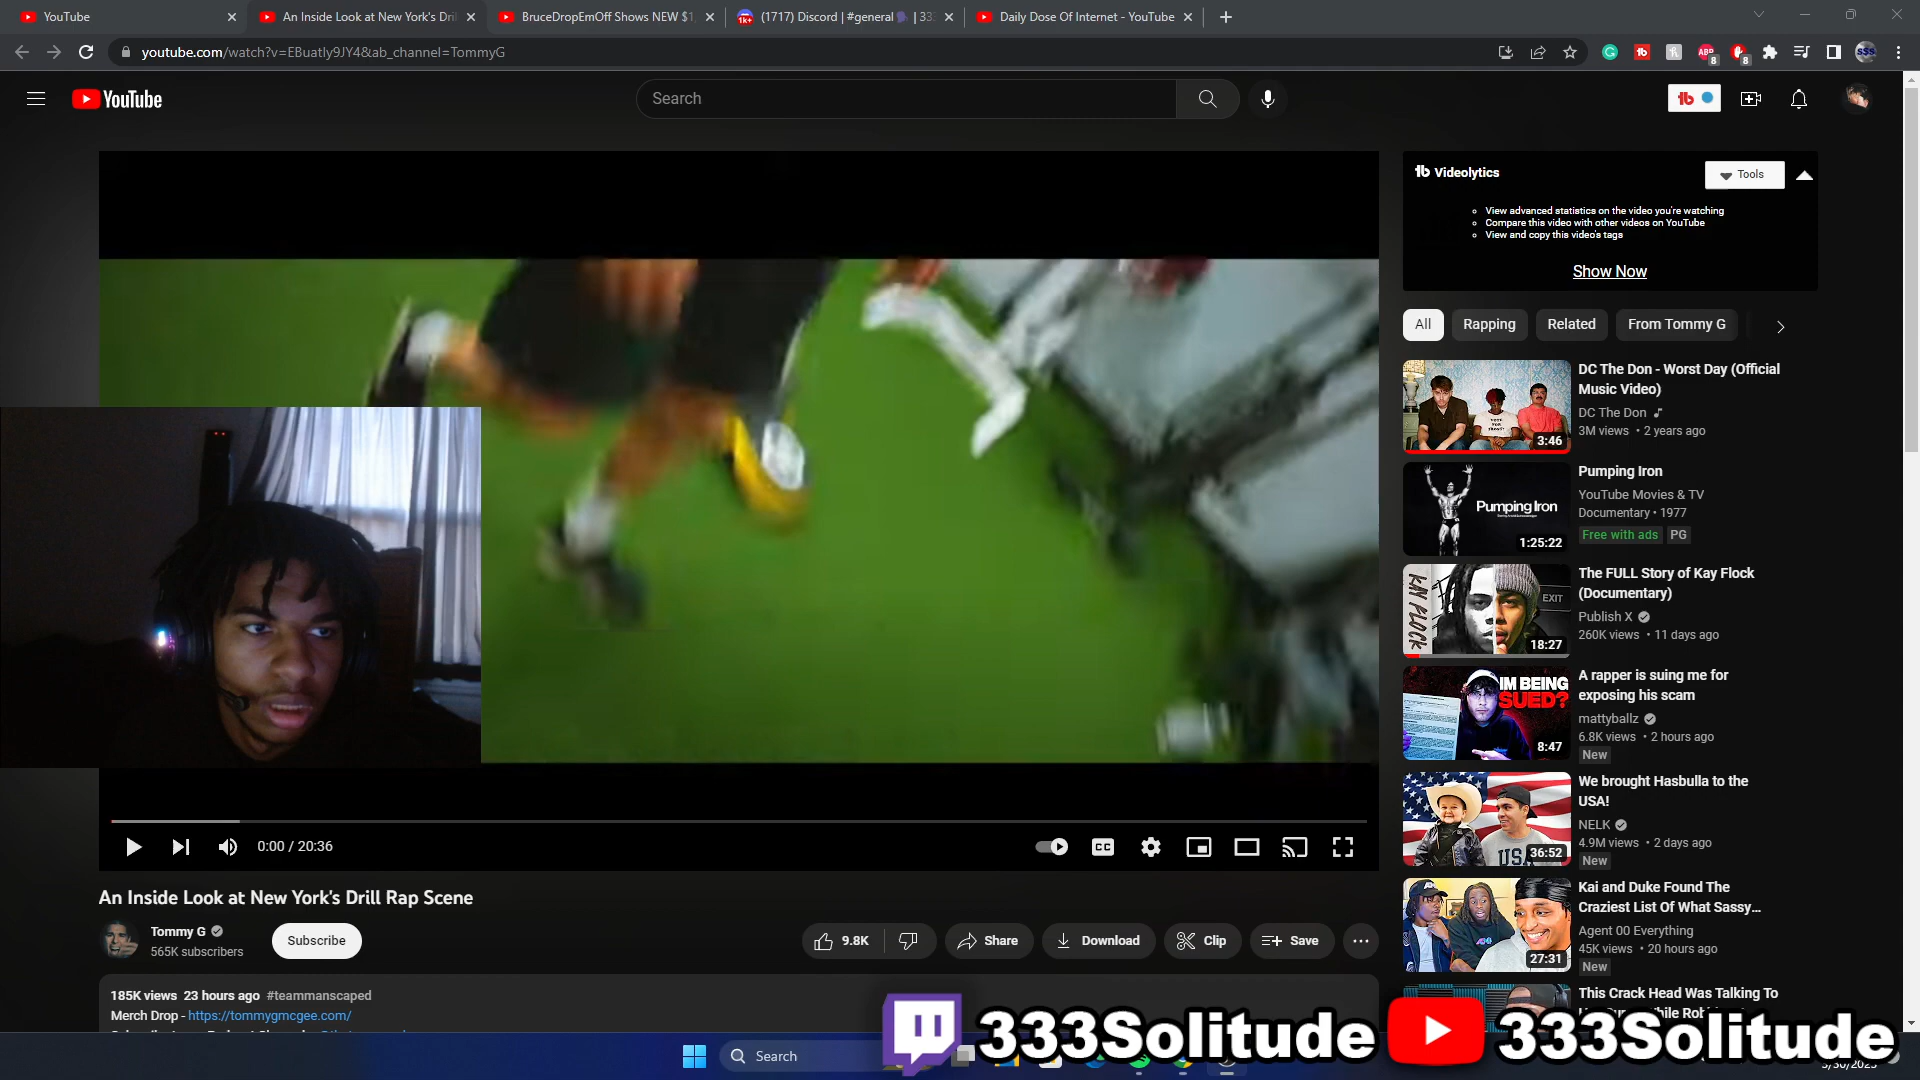 YouTube
An Inside Look at New York's Dri
BruceDropEmOff Shows NEW $1
(1717) Discord | #general
Daily Dose Of Internet - YouTube
youtube.com/watch?v=EBuatIy9JY4&ab_channel=TommyG
8
8
YouTube
Search
Videolytics
Tools
View advanced statistics on the video you're watching
Compare this video with other videos on YouTube
View and copy this video's tags
Show Now
All
Rapping
Related
From Tommy G
DC The Don - Worst Day (Official
Music Video)
DC The Don
3M views • 2 years ago
3:46
Pumping Iron
YouTube Movies & TV
Documentary • 1977
Free with ads
PG
Pumping Iron
1:25:22
The FULL Story of Kay Flock
(Documentary)
Publish X
260K views • 11 days ago
KAY FLOCK
EXIT
18:27
A rapper is suing me for
exposing his scam
mattyballz
6.8K views • 2 hours ago
New
IM BEING
SUED?
8:47
We brought Hasbulla to the
USA!
NELK
4.9M views • 2 days ago
New
USA
36:52
Kai and Duke Found The
Craziest List Of What Sassy...
Agent 00 Everything
45K views • 20 hours ago
New
27:31
This Crack Head Was Talking To
0:00 / 20:36
CC
An Inside Look at New York's Drill Rap Scene
Tommy G
565K subscribers
Subscribe
9.8K
Share
Download
Clip
Save
185K views 23 hours ago #teammanscaped
Merch Drop - https://tommygmcgee.com/
Search
333Solitude
333Solitude